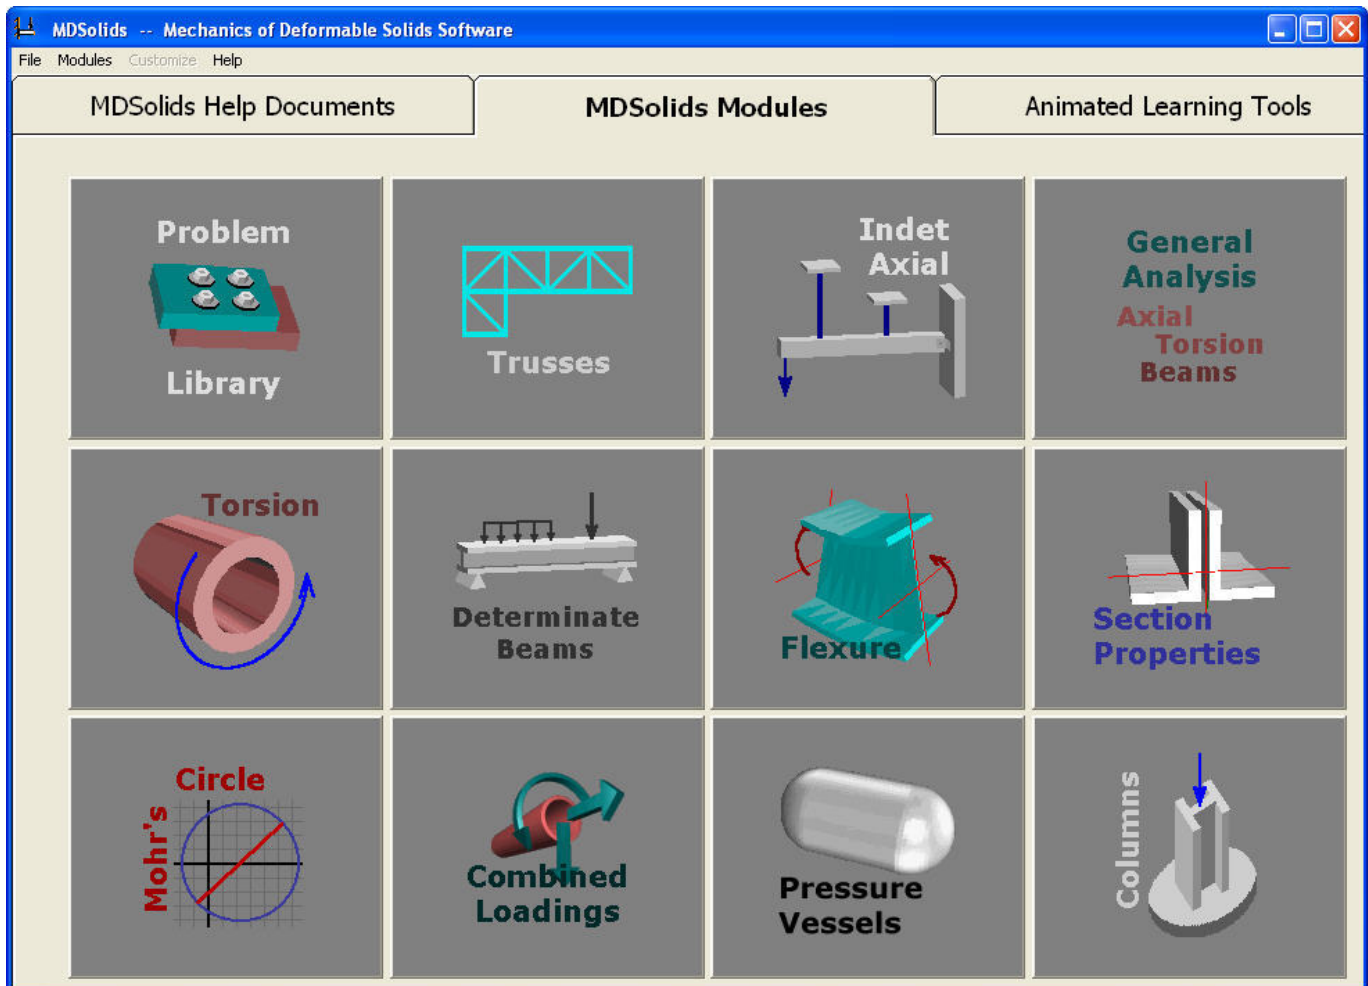 MDSolids -- Mechanics of Deformable Solids Software
File Modules Customize Help
MDSolids Help Documents
MDSolids Modules
Animated Learning Tools
Problem
Library
Trusses
Indet
Axial
General
Analysis
Axial
Torsion
Beams
Torsion
Determinate
Beams
Flexure
Section
Properties
Circle
Mohr's
Combined
Loadings
Pressure
Vessels
Columns